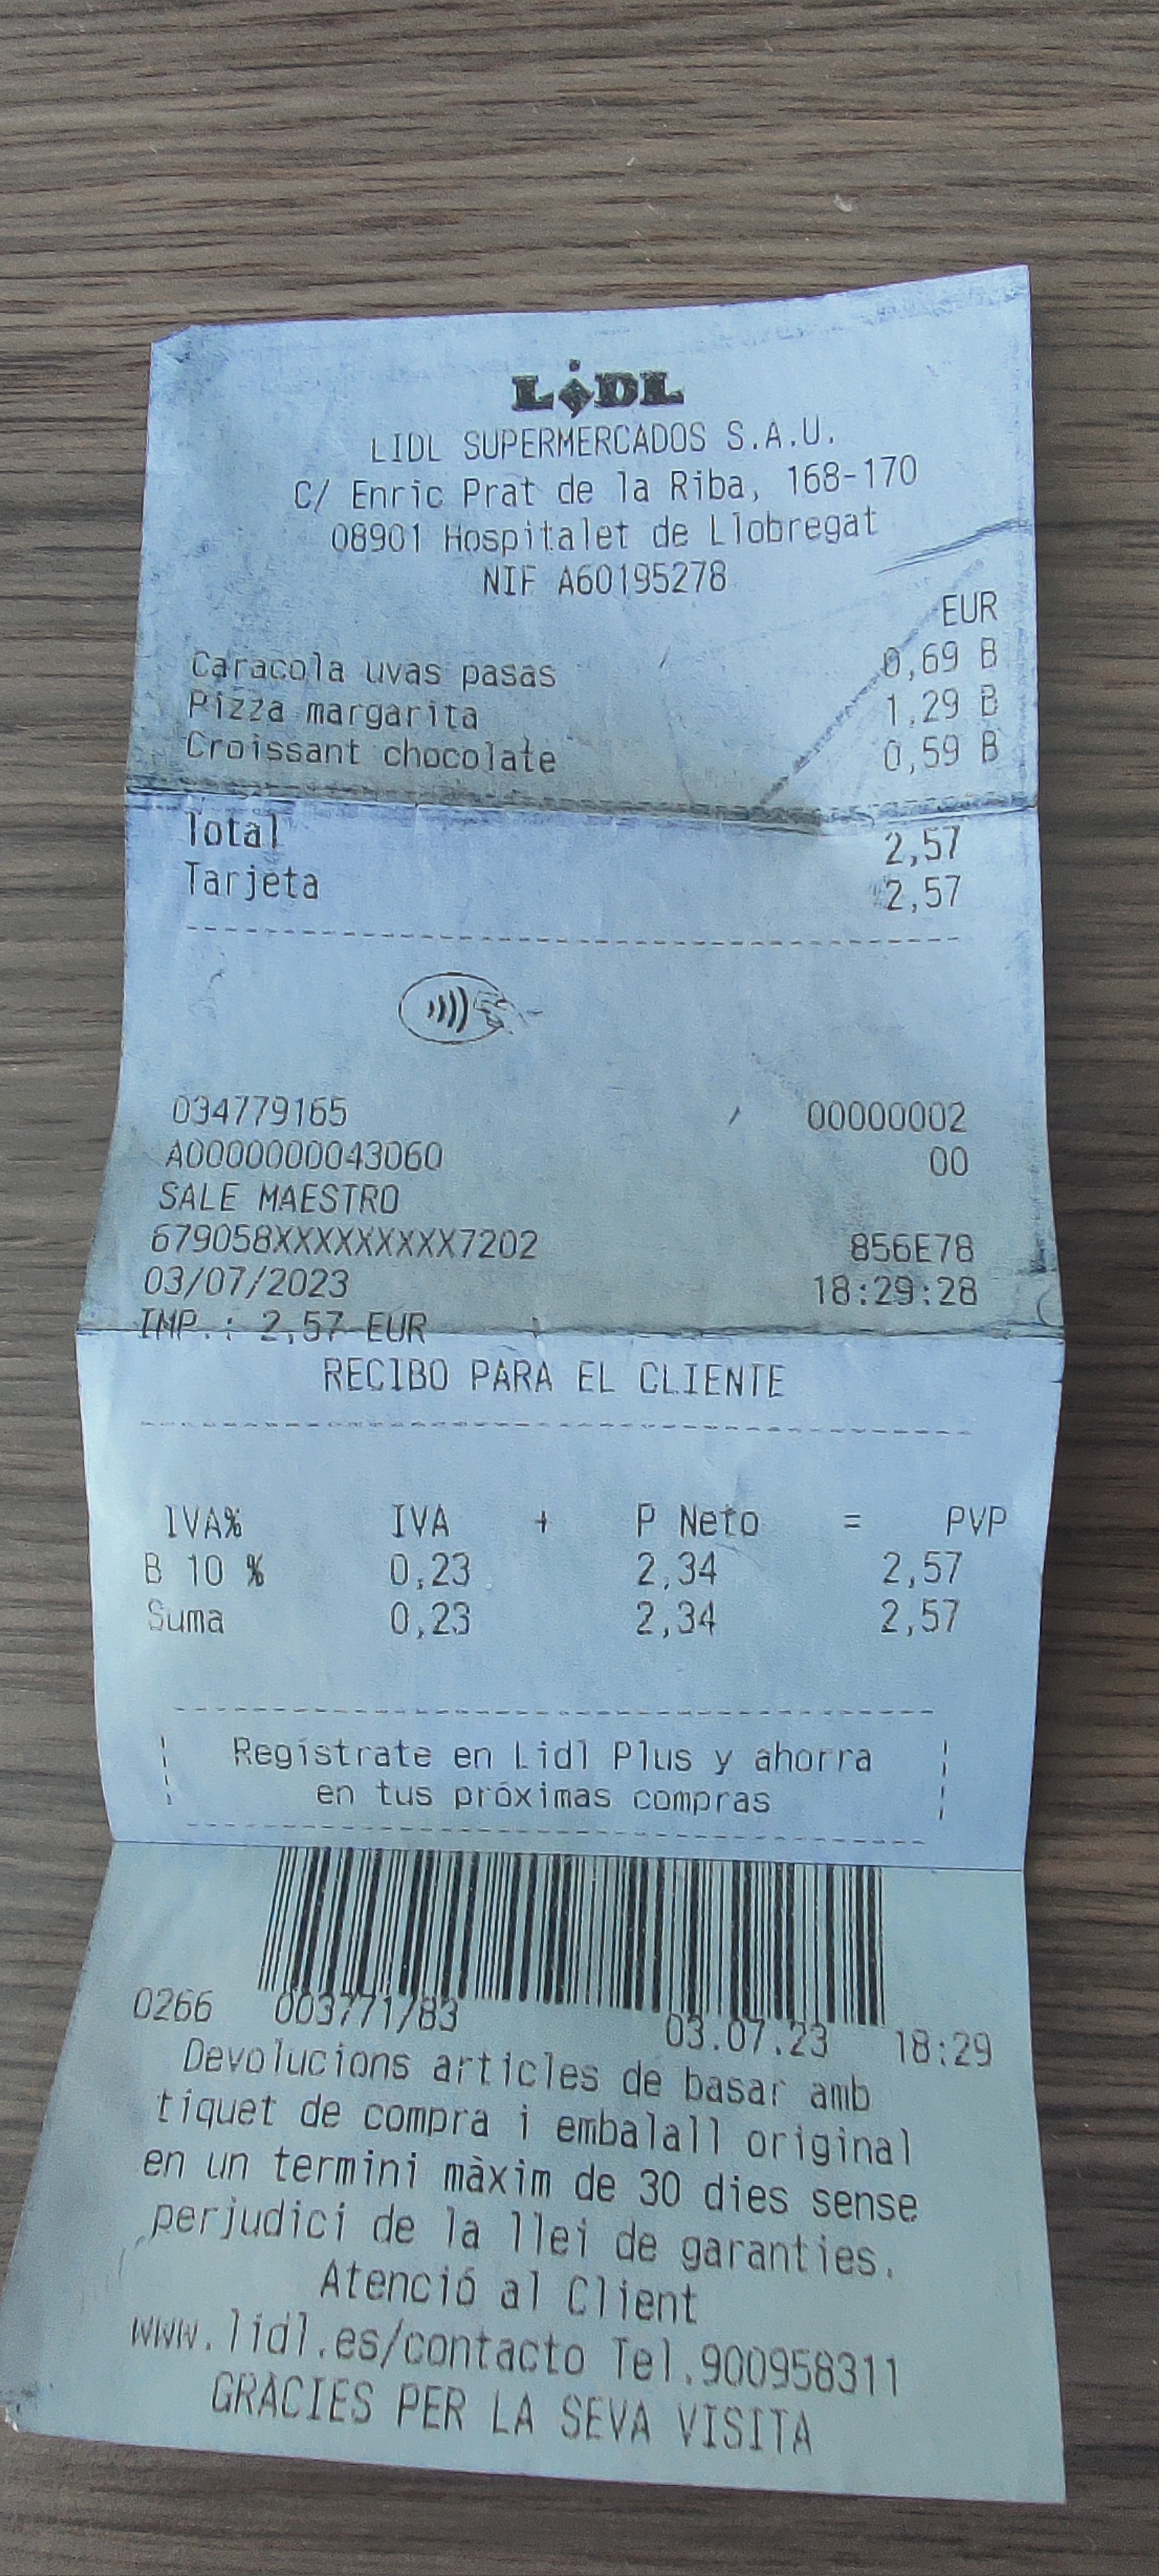 LIDL
LIDL SUPERMERCADOS S.A.U.
C/ Enric Prat de la Riba, 168-170
08901 Hospitalet de Llobregat
NIF A60195278
EUR
Caracola uvas pasas 0,69 B
Pizza margarita 1,29 B
Croissant chocolate 0,59 B
Total 2,57
Tarjeta 2,57
034779165 00000002
A0000000043060 00
SALE MAESTRO
679058XXXXXXXXX7202 856E78
03/07/2023 18:29:28
IMP.: 2,57 EUR
RECIBO PARA EL CLIENTE
IVA% IVA + P Neto = PVP
B 10 % 0,23 2,34 2,57
Suma 0,23 2,34 2,57
Regístrate en Lidl Plus y ahorra
en tus próximas compras
0266 003771/83 03.07.23 18:29
Devolucions articles de basar amb
tiquet de compra i embalall original
en un termini màxim de 30 dies sense
perjudici de la llei de garanties.
Atenció al Client
www.lidl.es/contacto Tel.900958311
GRACIES PER LA SEVA VISITA